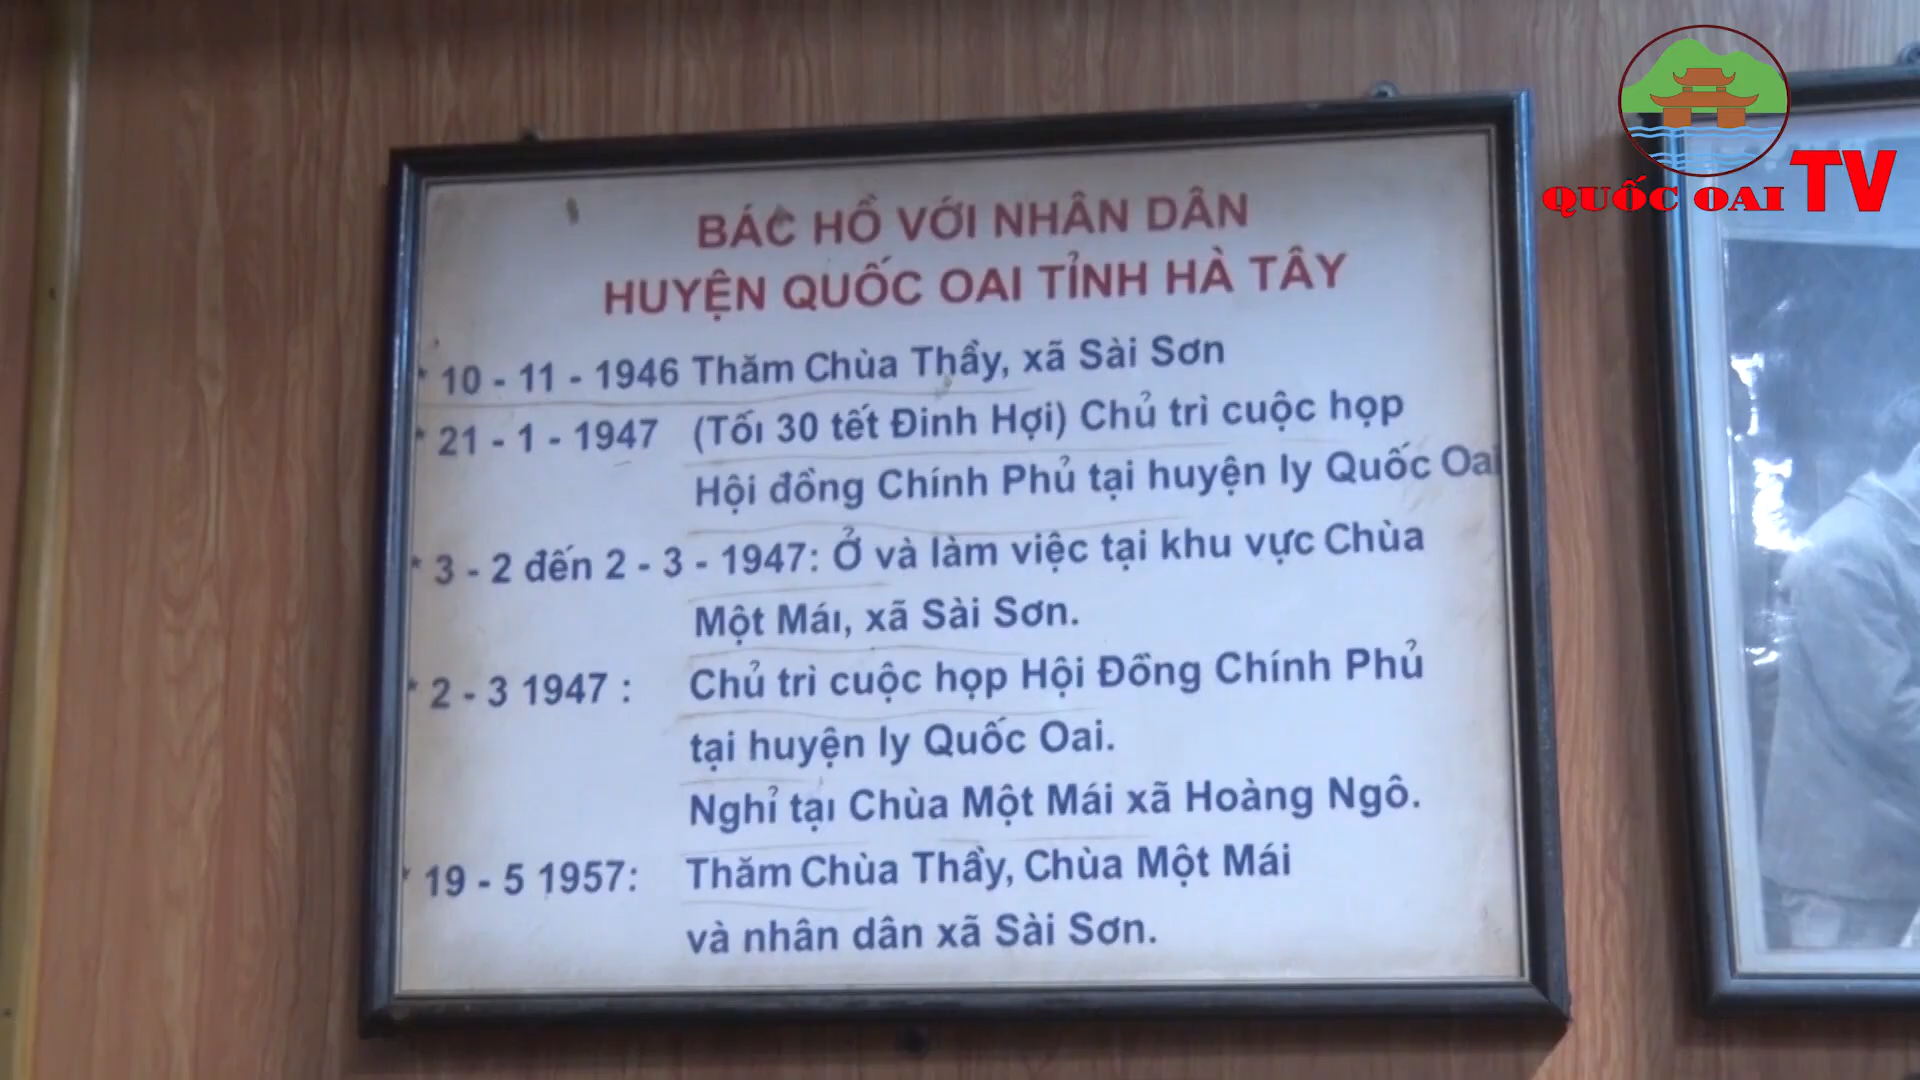 QUỐC OAI TV
BÁC HỒ VỚI NHÂN DÂN
HUYỆN QUỐC OAI TỈNH HÀ TÂY
* 10 - 11 - 1946 Thăm Chùa Thầy, xã Sài Sơn
* 21 - 1 - 1947 (Tối 30 tết Đinh Hợi) Chủ trì cuộc họp
Hội đồng Chính Phủ tại huyện ly Quốc Oai
* 3 - 2 đến 2 - 3 - 1947: Ở và làm việc tại khu vực Chùa
Một Mái, xã Sài Sơn.
* 2 - 3 1947 : Chủ trì cuộc họp Hội Đồng Chính Phủ
tại huyện ly Quốc Oai.
Nghỉ tại Chùa Một Mái xã Hoàng Ngô.
* 19 - 5 1957: Thăm Chùa Thầy, Chùa Một Mái
và nhân dân xã Sài Sơn.